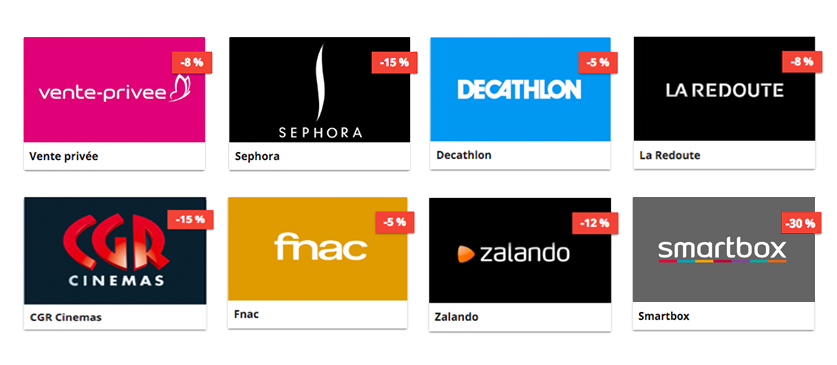 -8 %
vente-privee
Vente privée
-15 %
SEPHORA
Sephora
-5 %
DECATHLON
Decathlon
-8 %
LA REDOUTE
La Redoute
-15 %
CGR
CINEMAS
CGR Cinemas
-5 %
fnac
Fnac
-12 %
zalando
Zalando
-30 %
smartbox
Smartbox